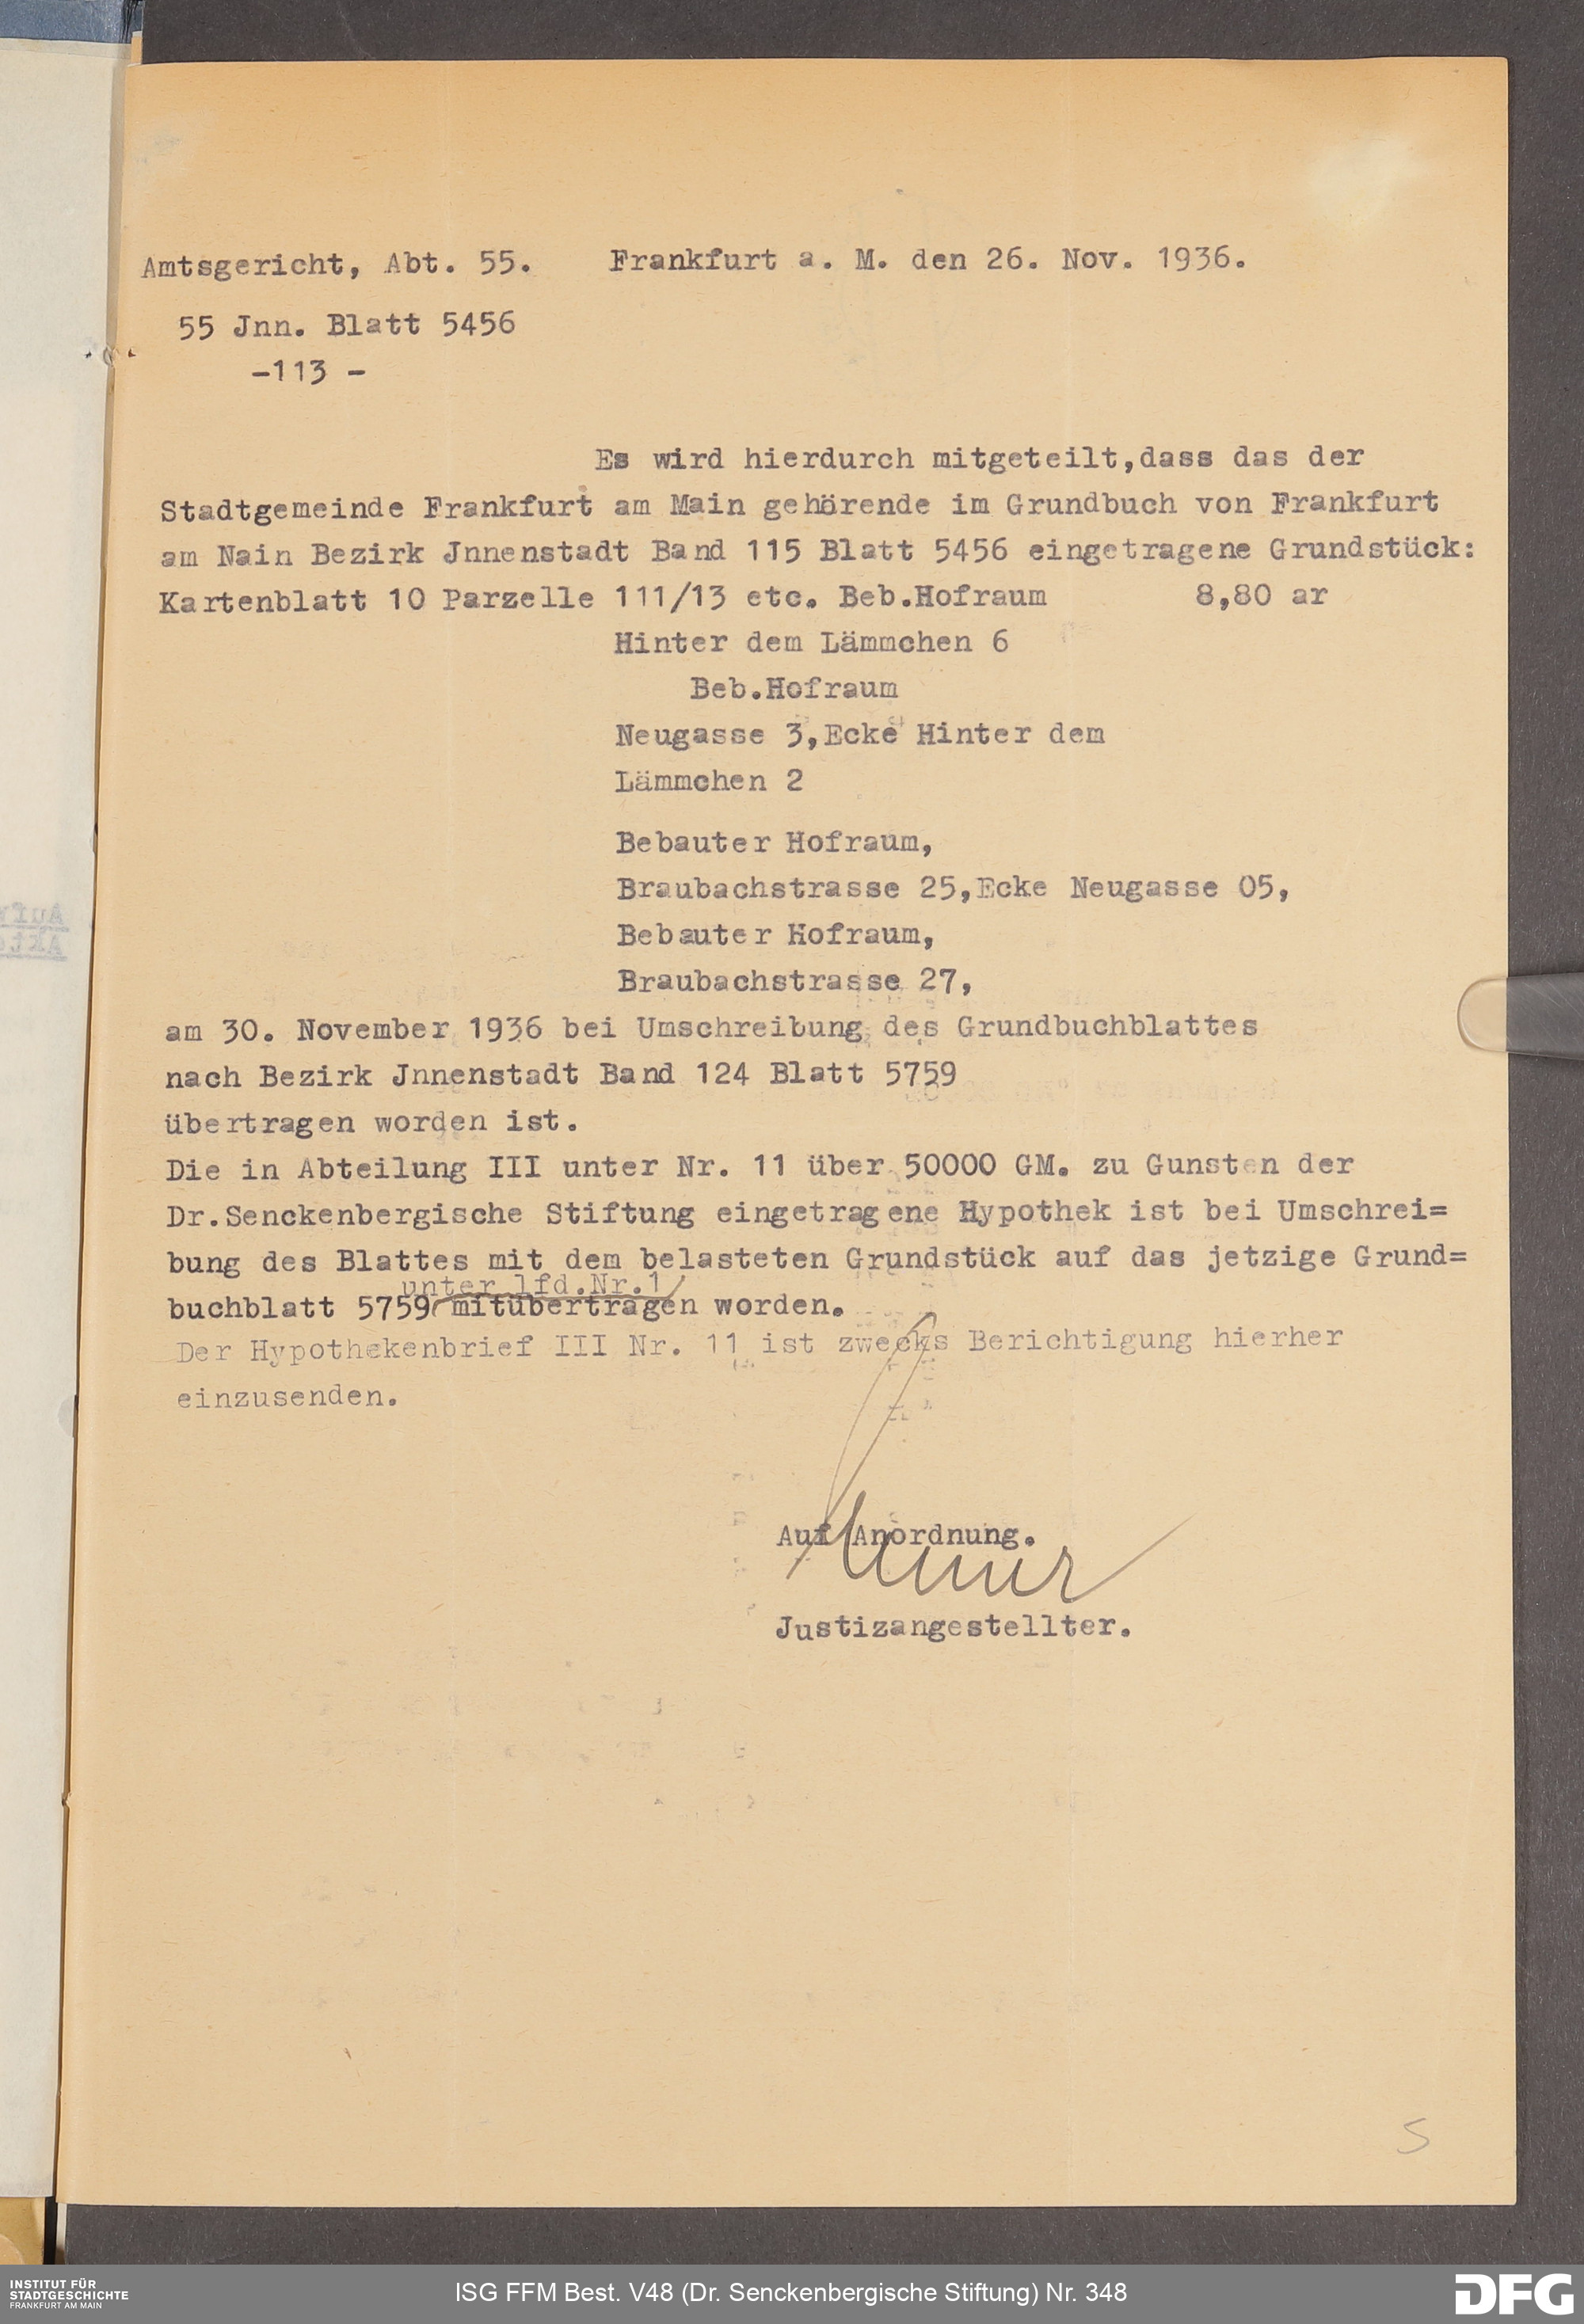 Amtsgericht, Abt. 55. Frankfurt a. M. den 26. Nov. 1936.
55 Jnn. Blatt 5456
-113 -
Es wird hierdurch mitgeteilt,dass das der
Stadtgemeinde Frankfurt am Main gehörende im Grundbuch von Frankfurt
am Nain Bezirk Jnnenstadt Band 115 Blatt 5456 eingetragene Grundstück:
Kartenblatt 10 Parzelle 111/13 etc. Beb.Hofraum 8,80 ar
Hinter dem Lämmchen 6
Beb.Hofraum
Neugasse 3,Ecke Hinter dem
Lämmchen 2
Bebauter Hofraum,
Braubachstrasse 25,Ecke Neugasse 05,
Bebauter Hofraum,
Braubachstrasse 27,
am 30. November 1936 bei Umschreibung des Grundbuchblattes
nach Bezirk Jnnenstadt Band 124 Blatt 5759
übertragen worden ist.
Die in Abteilung III unter Nr. 11 über 50000 GM. zu Gunsten der
Dr.Senckenbergische Stiftung eingetragene Hypothek ist bei Umschrei=
bung des Blattes mit dem belasteten Grundstück auf das jetzige Grund=
unter lfd.Nr.1
buchblatt 5759 mitübertragen worden.
Der Hypothekenbrief III Nr. 11 ist zwecks Berichtigung hierher
einzusenden.
Auf Anordnung.
Justizangestellter.
5
INSTITUT FÜR
STADTGESCHICHTE
FRANKFURT AM MAIN
ISG FFM Best. V48 (Dr. Senckenbergische Stiftung) Nr. 348
DFG